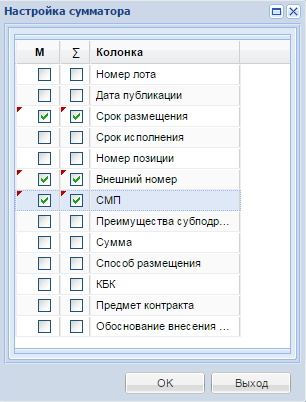 Настройка сумматора
М Σ Колонка
Номер лота
Дата публикации
Срок размещения
Срок исполнения
Номер позиции
Внешний номер
СМП
Преимущества субподр...
Сумма
Способ размещения
КБК
Предмет контракта
Обоснование внесения ...
OK Выход